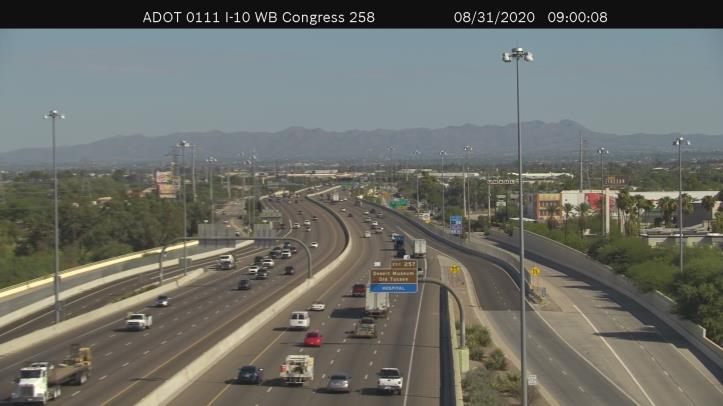 ADOT 0111 I-10 WB Congress 258 08/31/2020 09:00:08
EXIT 257
Desert Museum
Old Tucson
HOSPITAL